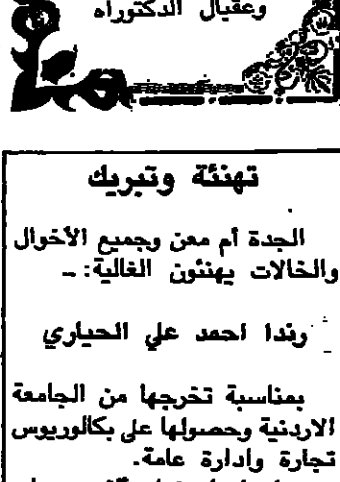 وعقبال الدكتوراه
تهنئة وتبريك
الجدة أم معن وجميع الأخوال
والخالات يهنئون الغالية: ـ
رندا احمد علي الحياري
بمناسبة تخرجها من الجامعة
الاردنية وحصولها على بكالوريوس
تجارة وادارة عامة.